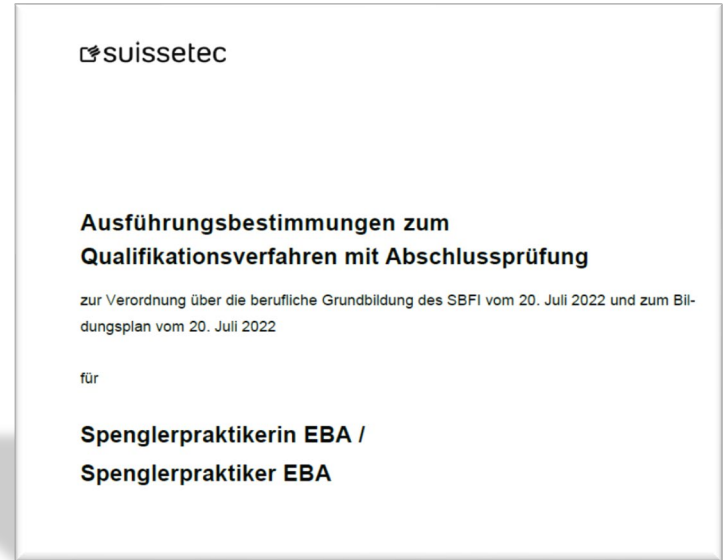 suissetec
Ausführungsbestimmungen zum
Qualifikationsverfahren mit Abschlussprüfung
zur Verordnung über die berufliche Grundbildung des SBFI vom 20. Juli 2022 und zum Bil-
dungsplan vom 20. Juli 2022
für
Spenglerpraktikerin EBA /
Spenglerpraktiker EBA